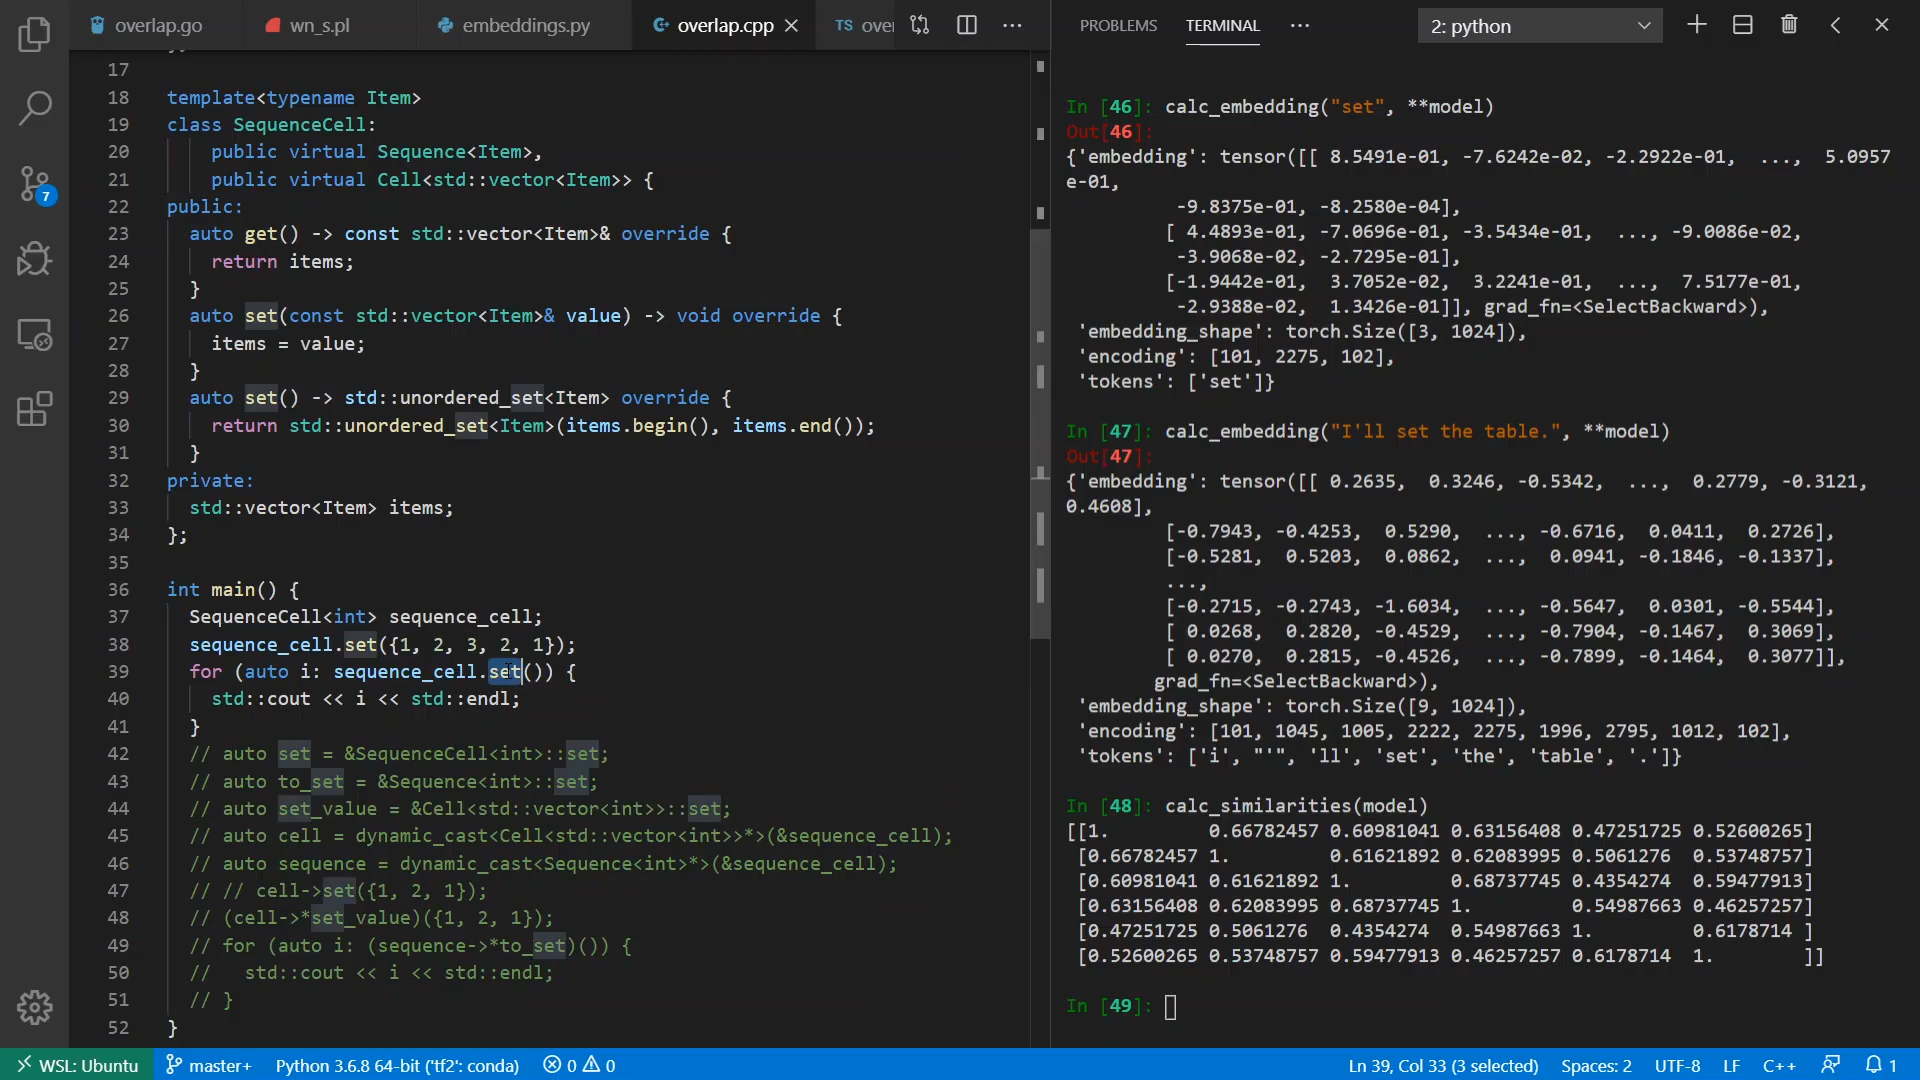 overlap.go
wn_s.pl
embeddings.py
overlap.cpp
TS ove
PROBLEMS TERMINAL
2: python
17
18 template<typename Item>
19 class SequenceCell:
20 public virtual Sequence<Item>,
21 public virtual Cell<std::vector<Item>> {
22 public:
23 auto get() -> const std::vector<Item>& override {
24 return items;
25 }
26 auto set(const std::vector<Item>& value) -> void override {
27 items = value;
28 }
29 auto set() -> std::unordered_set<Item> override {
30 return std::unordered_set<Item>(items.begin(), items.end());
31 }
32 private:
33 std::vector<Item> items;
34 };
35
36 int main() {
37 SequenceCell<int> sequence_cell;
38 sequence_cell.set({1, 2, 3, 2, 1});
39 for (auto i: sequence_cell.set()) {
40 std::cout << i << std::endl;
41 }
42 // auto set = &SequenceCell<int>::set;
43 // auto to_set = &Sequence<int>::set;
44 // auto set_value = &Cell<std::vector<int>>::set;
45 // auto cell = dynamic_cast<Cell<std::vector<int>>*>(&sequence_cell);
46 // auto sequence = dynamic_cast<Sequence<int>*>(&sequence_cell);
47 // // cell->set({1, 2, 1});
48 // (cell->*set_value)({1, 2, 1});
49 // for (auto i: (sequence->*to_set)()) {
50 // std::cout << i << std::endl;
51 // }
52 }
In [46]: calc_embedding("set", **model)
Out[46]:
{'embedding': tensor([[ 8.5491e-01, -7.6242e-02, -2.2922e-01, ..., 5.0957
e-01,
-9.8375e-01, -8.2580e-04],
[ 4.4893e-01, -7.0696e-01, -3.5434e-01, ..., -9.0086e-02,
-3.9068e-02, -2.7295e-01],
[-1.9442e-01, 3.7052e-02, 3.2241e-01, ..., 7.5177e-01,
-2.9388e-02, 1.3426e-01]], grad_fn=<SelectBackward>),
'embedding_shape': torch.Size([3, 1024]),
'encoding': [101, 2275, 102],
'tokens': ['set']}
In [47]: calc_embedding("I'll set the table.", **model)
Out[47]:
{'embedding': tensor([[ 0.2635, 0.3246, -0.5342, ..., 0.2779, -0.3121,
0.4608],
[-0.7943, -0.4253, 0.5290, ..., -0.6716, 0.0411, 0.2726],
[-0.5281, 0.5203, 0.0862, ..., 0.0941, -0.1846, -0.1337],
...,
[-0.2715, -0.2743, -1.6034, ..., -0.5647, 0.0301, -0.5544],
[ 0.0268, 0.2820, -0.4529, ..., -0.7904, -0.1467, 0.3069],
[ 0.0270, 0.2815, -0.4526, ..., -0.7899, -0.1464, 0.3077]],
grad_fn=<SelectBackward>),
'embedding_shape': torch.Size([9, 1024]),
'encoding': [101, 1045, 1005, 2222, 2275, 1996, 2795, 1012, 102],
'tokens': ['i', "'", 'll', 'set', 'the', 'table', '.']}
In [48]: calc_similarities(model)
[[1. 0.66782457 0.60981041 0.63156408 0.47251725 0.52600265]
[0.66782457 1. 0.61621892 0.62083995 0.5061276 0.53748757]
[0.60981041 0.61621892 1. 0.68737745 0.4354274 0.59477913]
[0.63156408 0.62083995 0.68737745 1. 0.54987663 0.46257257]
[0.47251725 0.5061276 0.4354274 0.54987663 1. 0.6178714 ]
[0.52600265 0.53748757 0.59477913 0.46257257 0.6178714 1. ]]
In [49]:
7
WSL: Ubuntu master+ Python 3.6.8 64-bit ('tf2': conda) 0 0 Ln 39, Col 33 (3 selected) Spaces: 2 UTF-8 LF C++ 1